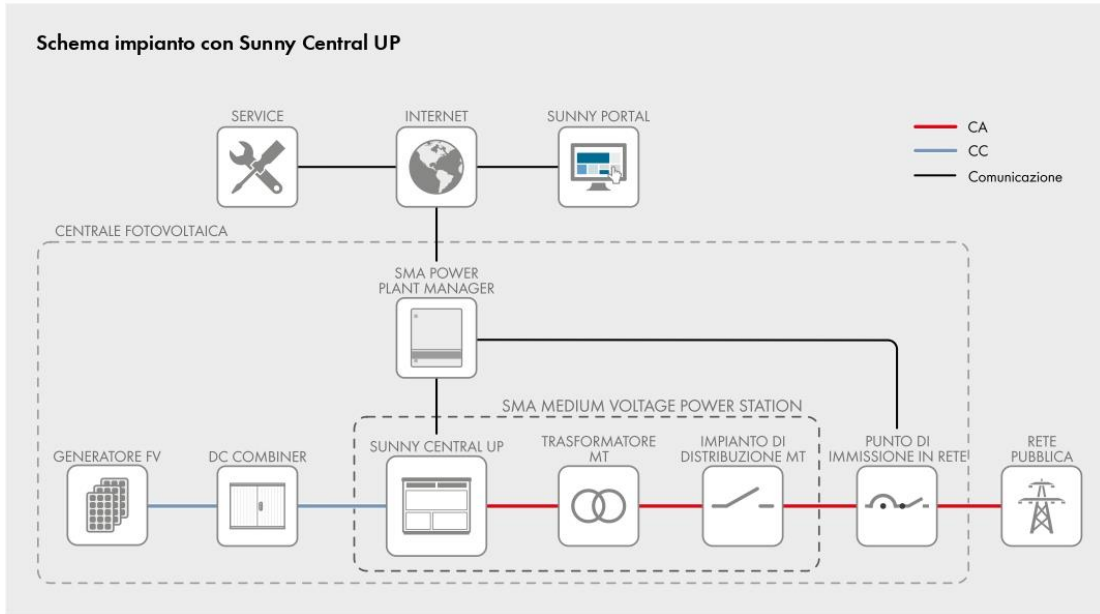 Schema impianto con Sunny Central UP
SERVICE
INTERNET
SUNNY PORTAL
CA
CC
Comunicazione
CENTRALE FOTOVOLTAICA
SMA POWER
PLANT MANAGER
SMA MEDIUM VOLTAGE POWER STATION
GENERATORE FV
DC COMBINER
SUNNY CENTRAL UP
TRASFORMATORE
MT
IMPIANTO DI
DISTRIBUZIONE MT
PUNTO DI
IMMISSIONE IN RETE
RETE
PUBBLICA